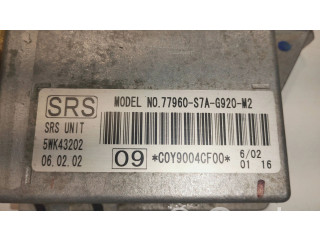 SRS MODEL NO.77960-S7A-G920-M2
SRS UNIT
5WK43202
06.02.02 09 *C0Y9004CF00* 6/02
01 16